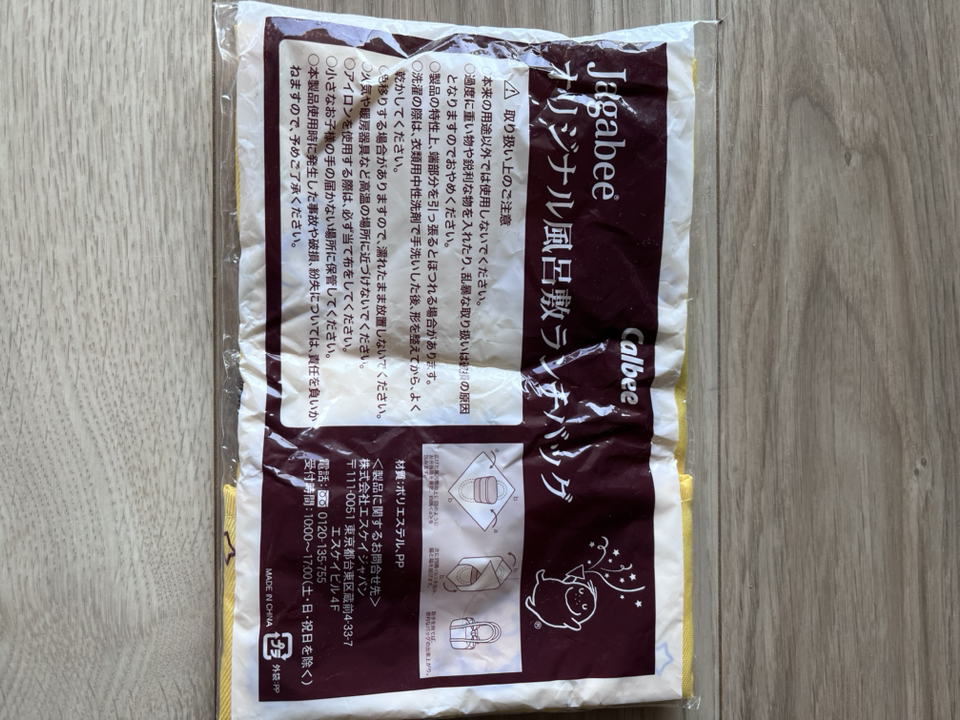 Jagabee®
オリジナル風呂敷ランチバッグ
Calbee
®
⚠ 取り扱い上のご注意
本来の用途以外では使用しないでください。
○過度に重い物や鋭利な物を入れたり、乱暴な取り扱いは破損の原因
となりますのでおやめください。
○製品の特性上、端部分を引っ張るとほつれる場合があります。
○洗濯の際は、衣類用中性洗剤で手洗いした後、形を整えてから、よく
乾かしてください。
○色移りする場合がありますので、濡れたまま放置しないでください。
○火気や暖房器具など高温の場所に近づけないでください。
○アイロンを使用する際は、必ず当て布をしてください。
○小さなお子様の手の届かない場所に保管してください。
○本製品使用時に発生した事故や破損、紛失については、責任を負いか
ねますので、予めご了承ください。
材質:ポリエステル、PP
<製品に関するお問合せ先>
株式会社エスケイジャパン
〒111-0051 東京都台東区蔵前4-33-7
エスケイビル4F
電話: 0120-135-755
受付時間:10:00〜17:00(土・日・祝日を除く)
MADE IN CHINA
プラ
外袋:PP